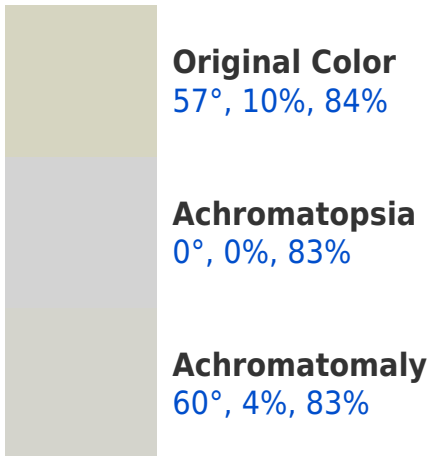 Original Color
57°, 10%, 84%
Achromatopsia
0°, 0%, 83%
Achromatomaly
60°, 4%, 83%